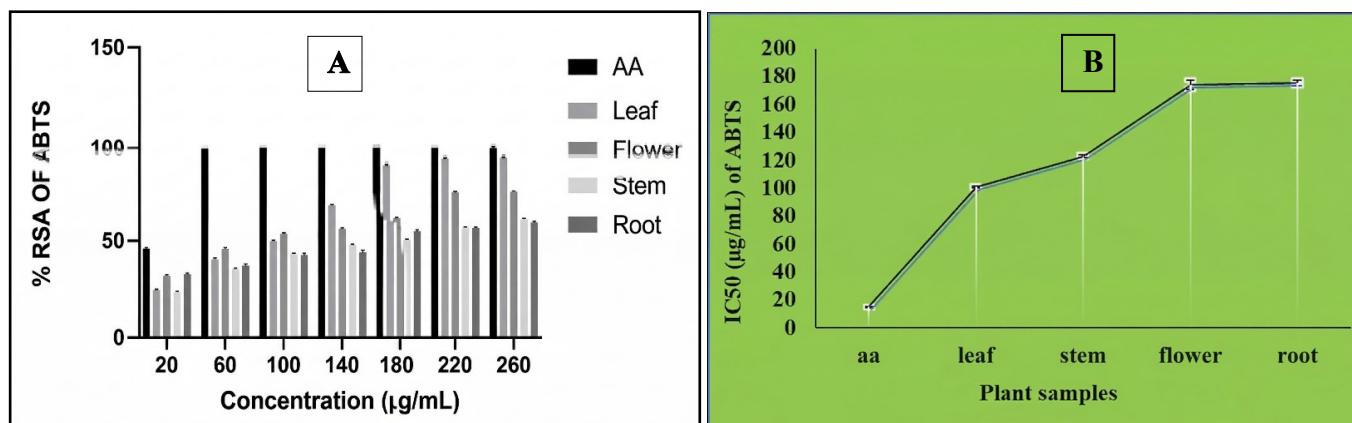 A
% RSA OF ABTS
150
100
50
0
20 60 100 140 180 220 260
Concentration (μg/mL)
AA
Leaf
Flower
Stem
Root
B
IC50 (µg/mL) of ABTS
200
180
160
140
120
100
80
60
40
20
0
aa leaf stem flower root
Plant samples